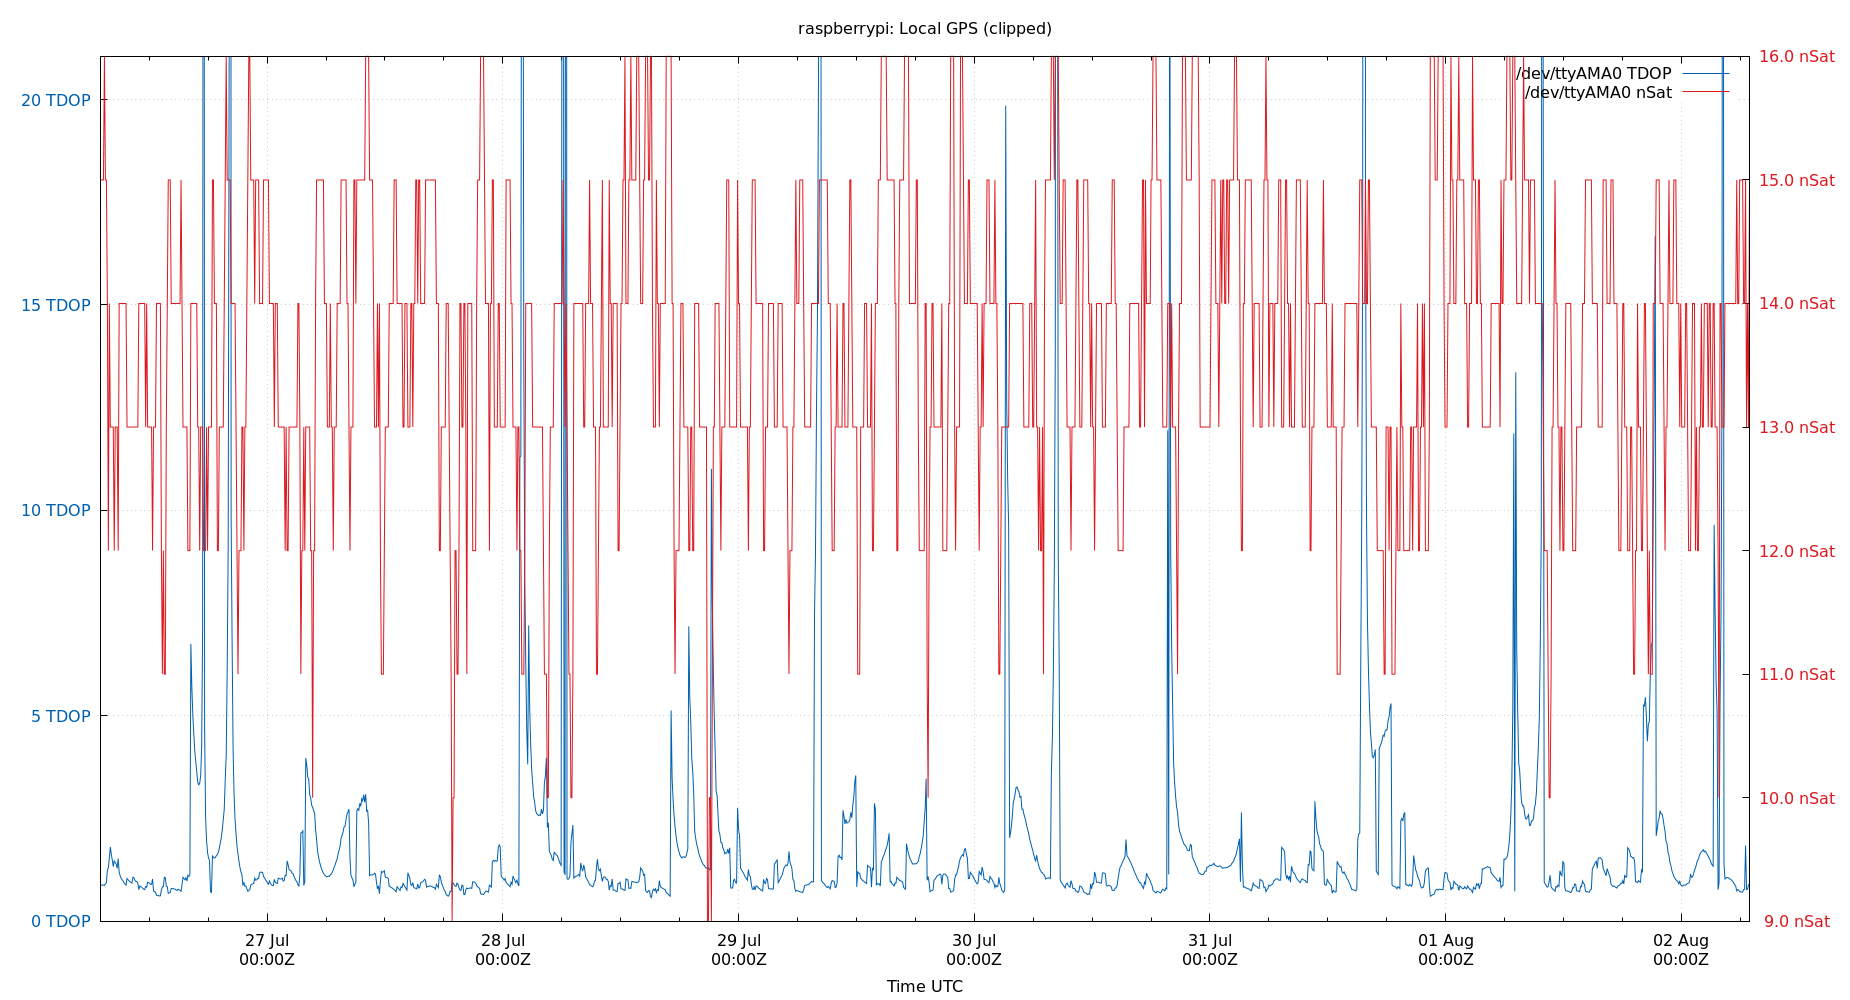 raspberrypi: Local GPS (clipped)
/dev/ttyAMA0 TDOP
/dev/ttyAMA0 nSat
20 TDOP
15 TDOP
10 TDOP
5 TDOP
0 TDOP
16.0 nSat
15.0 nSat
14.0 nSat
13.0 nSat
12.0 nSat
11.0 nSat
10.0 nSat
9.0 nSat
27 Jul 28 Jul 29 Jul 30 Jul 31 Jul 01 Aug 02 Aug
00:00Z 00:00Z 00:00Z 00:00Z 00:00Z 00:00Z 00:00Z
Time UTC